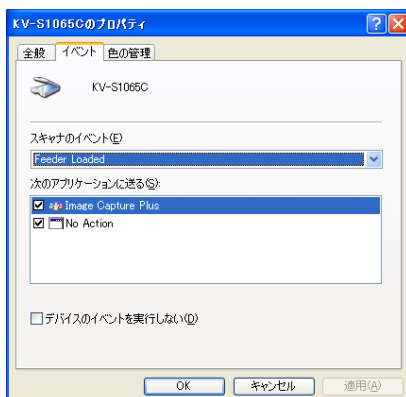 KV-S1065Cのプロパティ
全般 イベント 色の管理
KV-S1065C
スキャナのイベント(E)
Feeder Loaded
次のアプリケーションに送る(S):
Image Capture Plus
No Action
デバイスのイベントを実行しない(D)
OK キャンセル 適用(A)